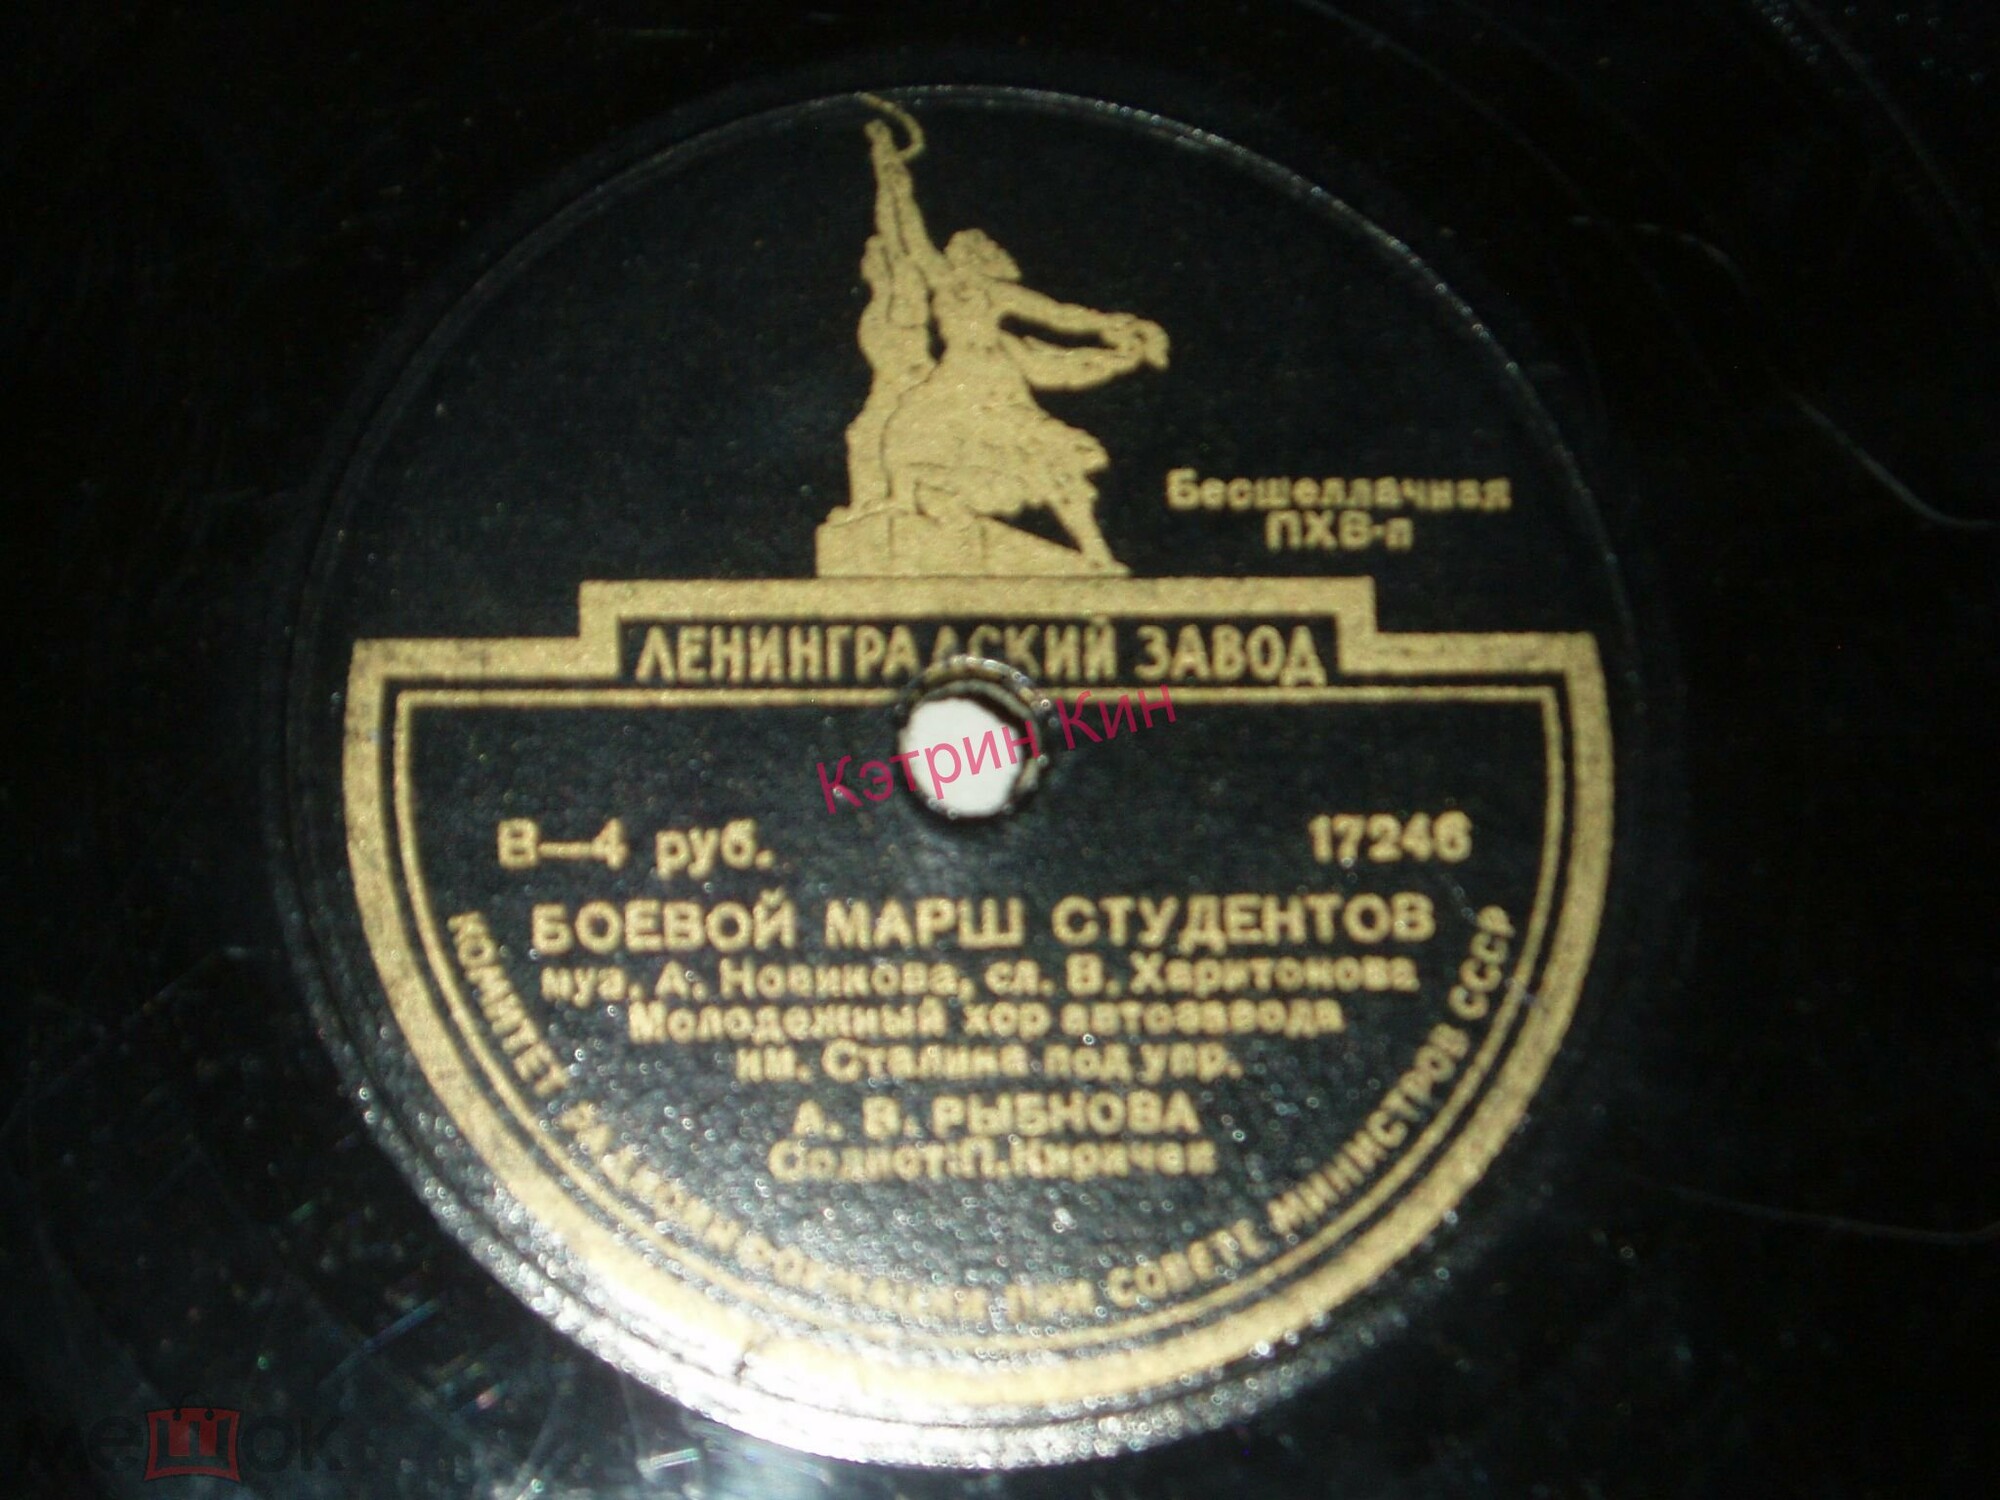 Бесшеллачная
ПХВ-п
ЛЕНИНГРАДСКИЙ ЗАВОД
Кэтрин Кин
В—4 руб.
17246
БОЕВОЙ МАРШ СТУДЕНТОВ
муз. А. Новикова, сл. В. Харитонова
Молодежный хор автозавода
им. Сталина под упр.
А. В. РЫБНОВА
Солист: П. Киричек
КОМИТЕТ РАДИОИНФОРМАЦИИ ПРИ СОВЕТЕ МИНИСТРОВ СССР
мешок